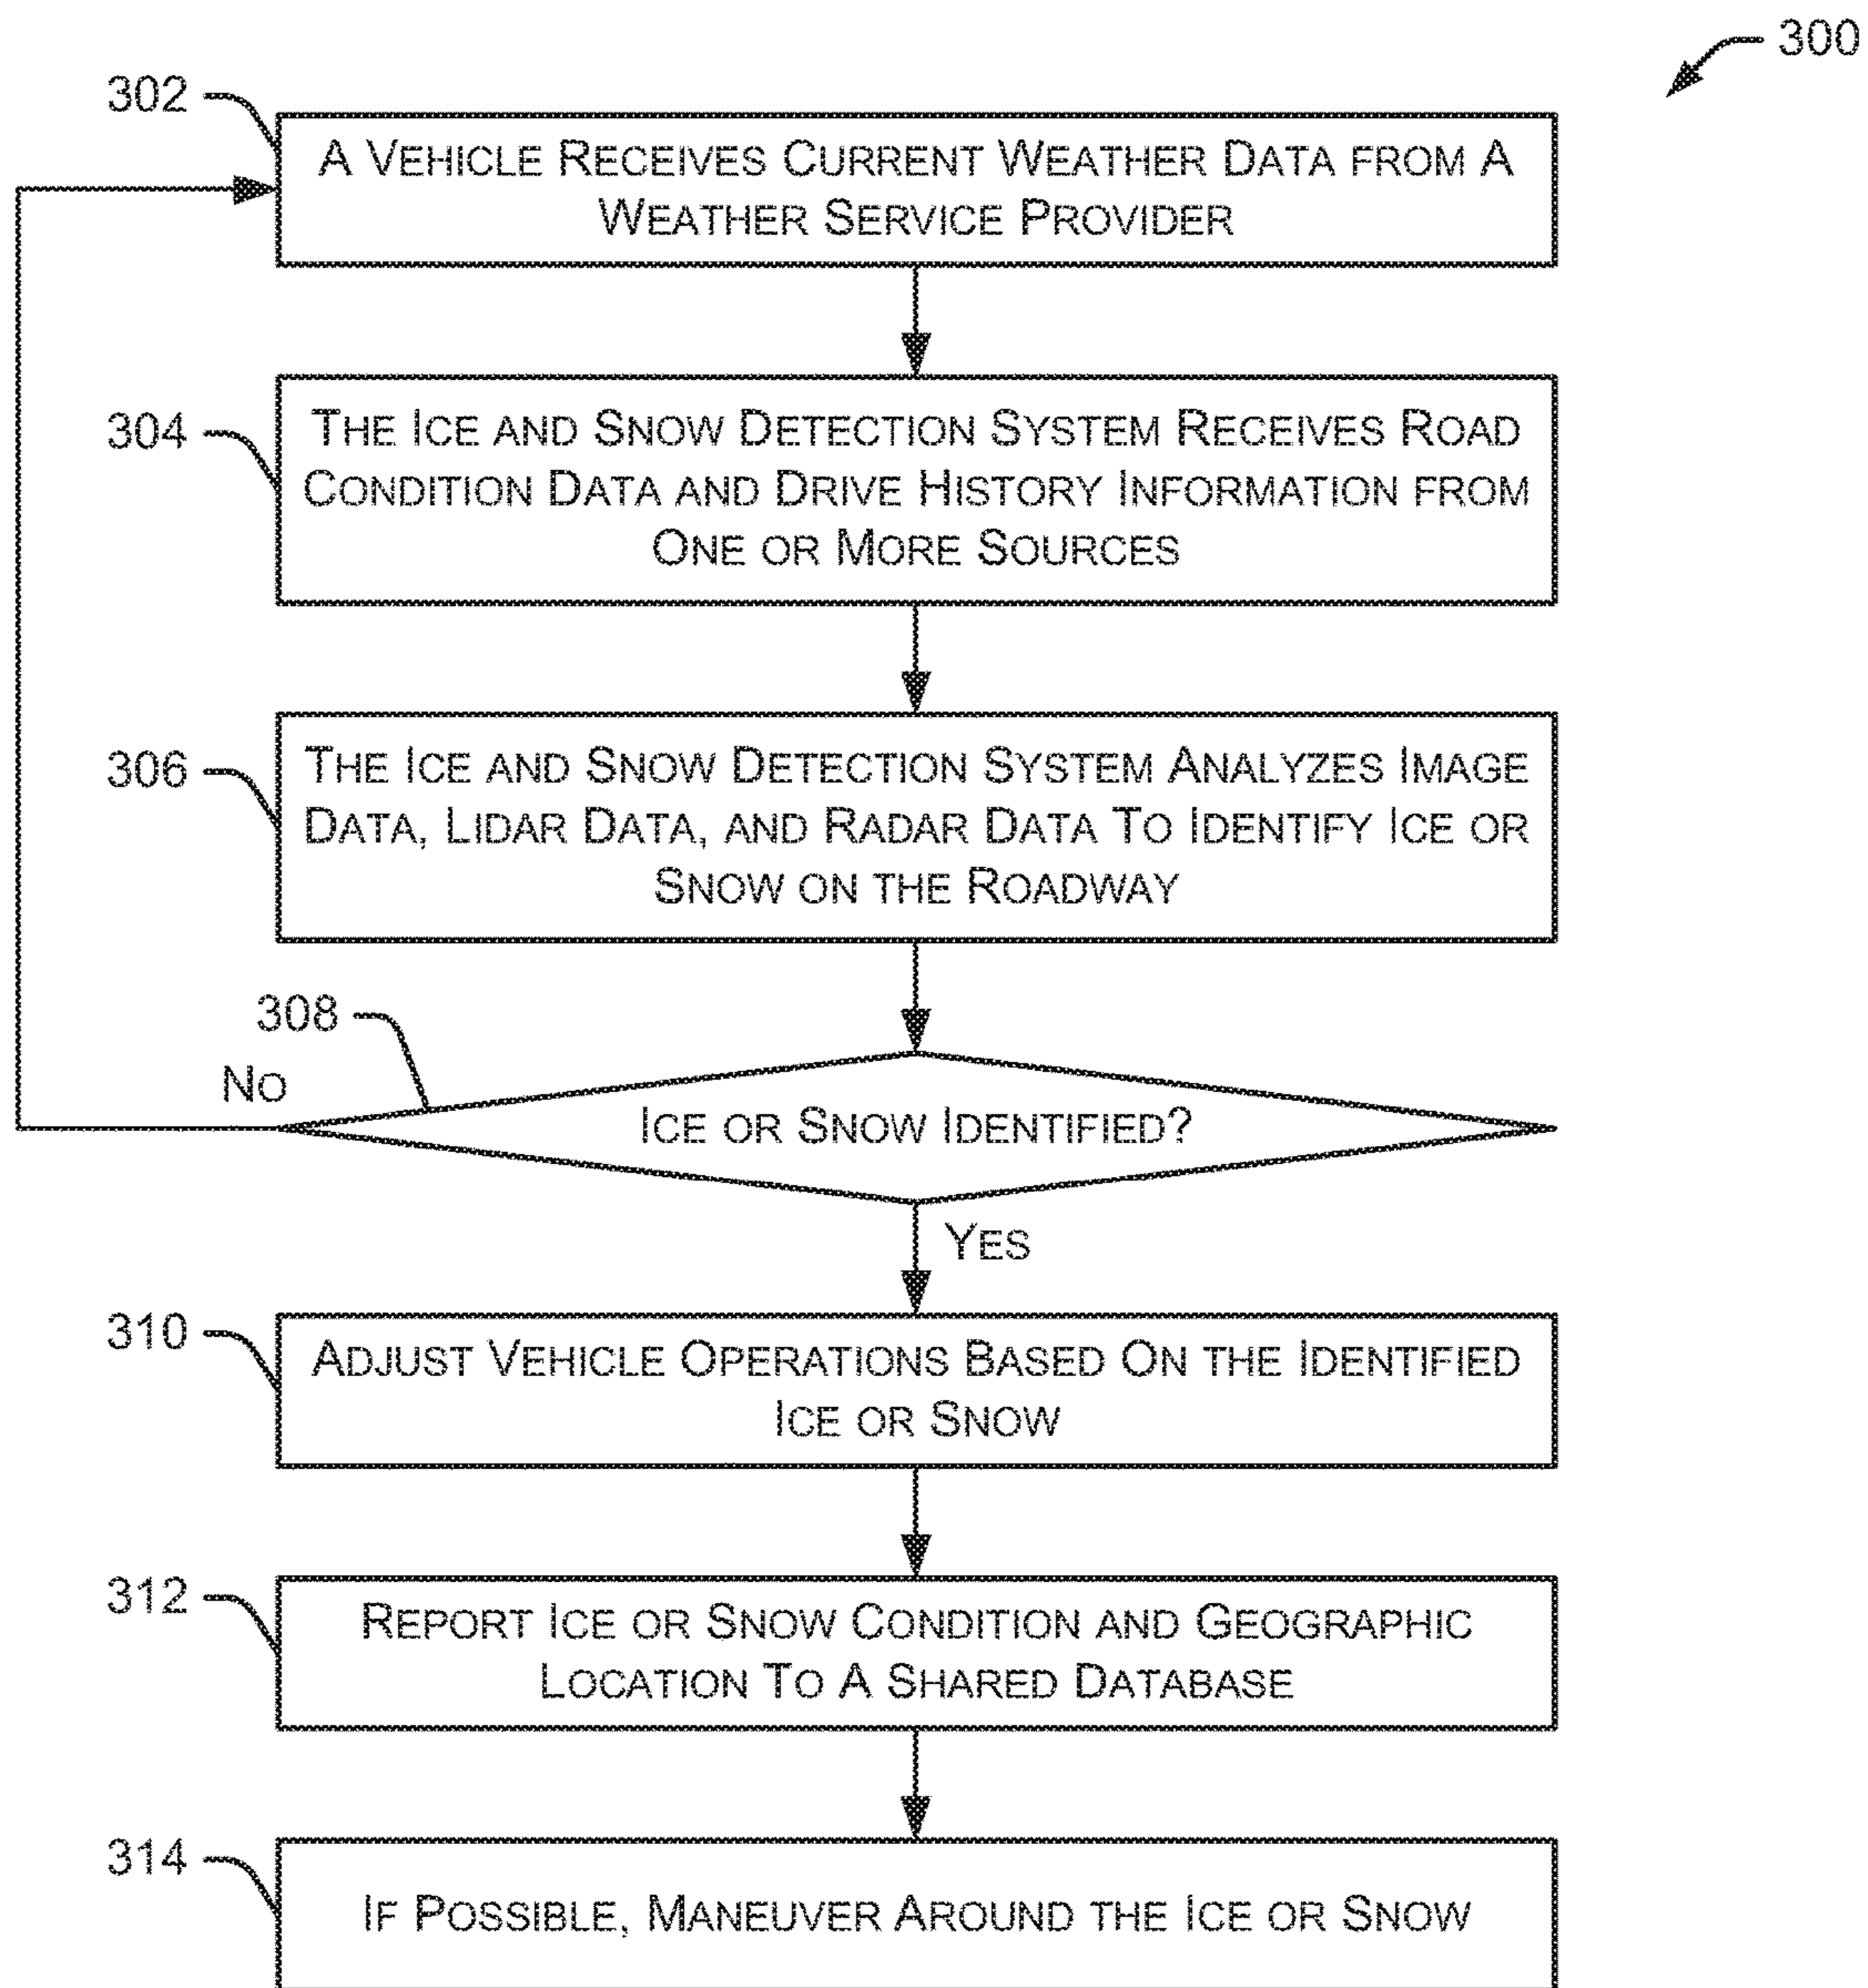 300
302
A VEHICLE RECEIVES CURRENT WEATHER DATA FROM A
WEATHER SERVICE PROVIDER
304
THE ICE AND SNOW DETECTION SYSTEM RECEIVES ROAD
CONDITION DATA AND DRIVE HISTORY INFORMATION FROM
ONE OR MORE SOURCES
306
THE ICE AND SNOW DETECTION SYSTEM ANALYZES IMAGE
DATA, LIDAR DATA, AND RADAR DATA TO IDENTIFY ICE OR
SNOW ON THE ROADWAY
308
NO
ICE OR SNOW IDENTIFIED?
YES
310
ADJUST VEHICLE OPERATIONS BASED ON THE IDENTIFIED
ICE OR SNOW
312
REPORT ICE OR SNOW CONDITION AND GEOGRAPHIC
LOCATION TO A SHARED DATABASE
314
IF POSSIBLE, MANEUVER AROUND THE ICE OR SNOW